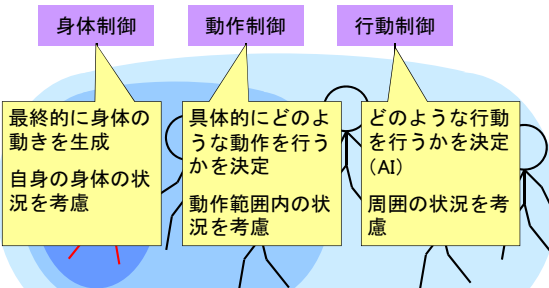 身体制御
動作制御
行動制御
最終的に身体の
動きを生成
自身の身体の状
況を考慮
具体的にどのよ
うな動作を行う
かを決定
動作範囲内の状
況を考慮
どのような行動
を行うかを決定
（AI）
周囲の状況を考
慮